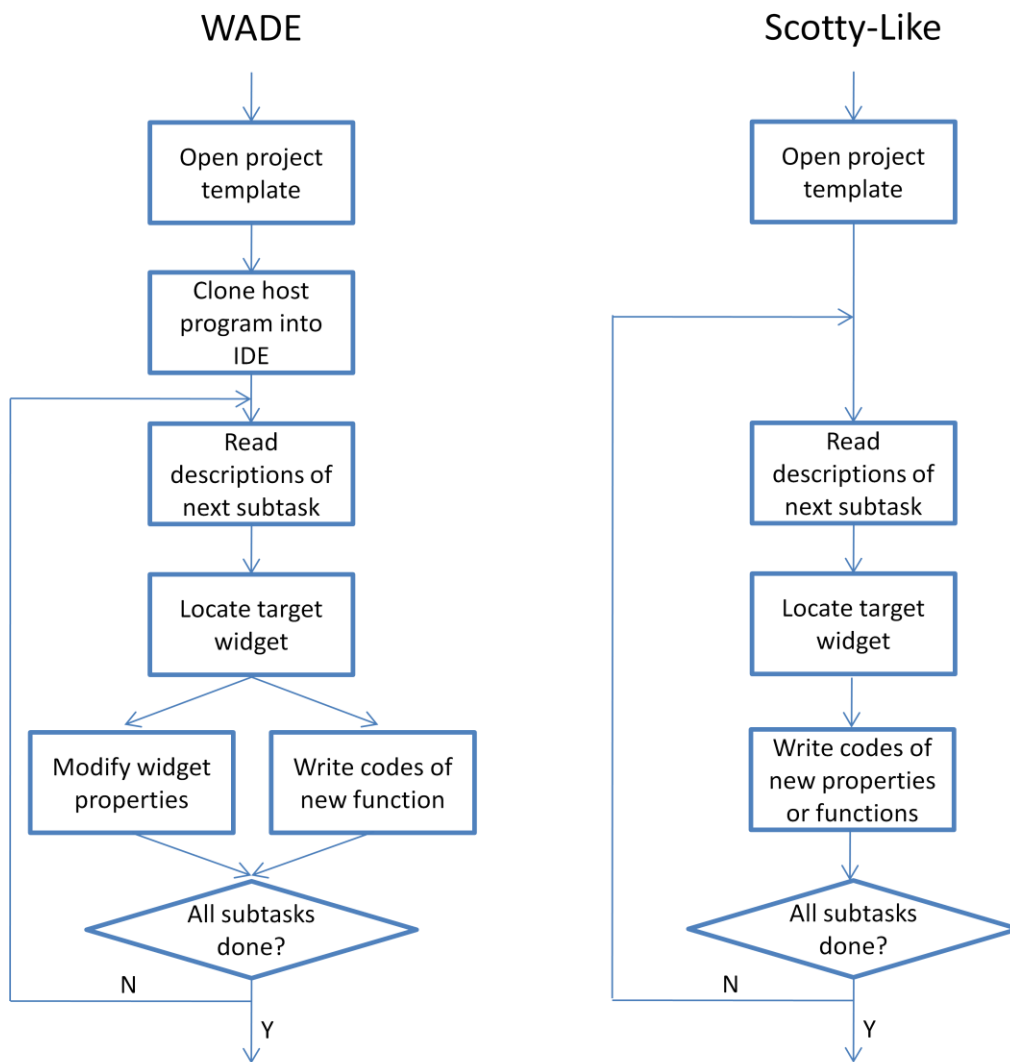 WADE
Open project
template
Clone host
program into
IDE
Read
descriptions of
next subtask
Locate target
widget
Modify widget
properties
Write codes of
new function
All subtasks
done?
N
Y
Scotty-Like
Open project
template
Read
descriptions of
next subtask
Locate target
widget
Write codes of
new properties
or functions
All subtasks
done?
N
Y